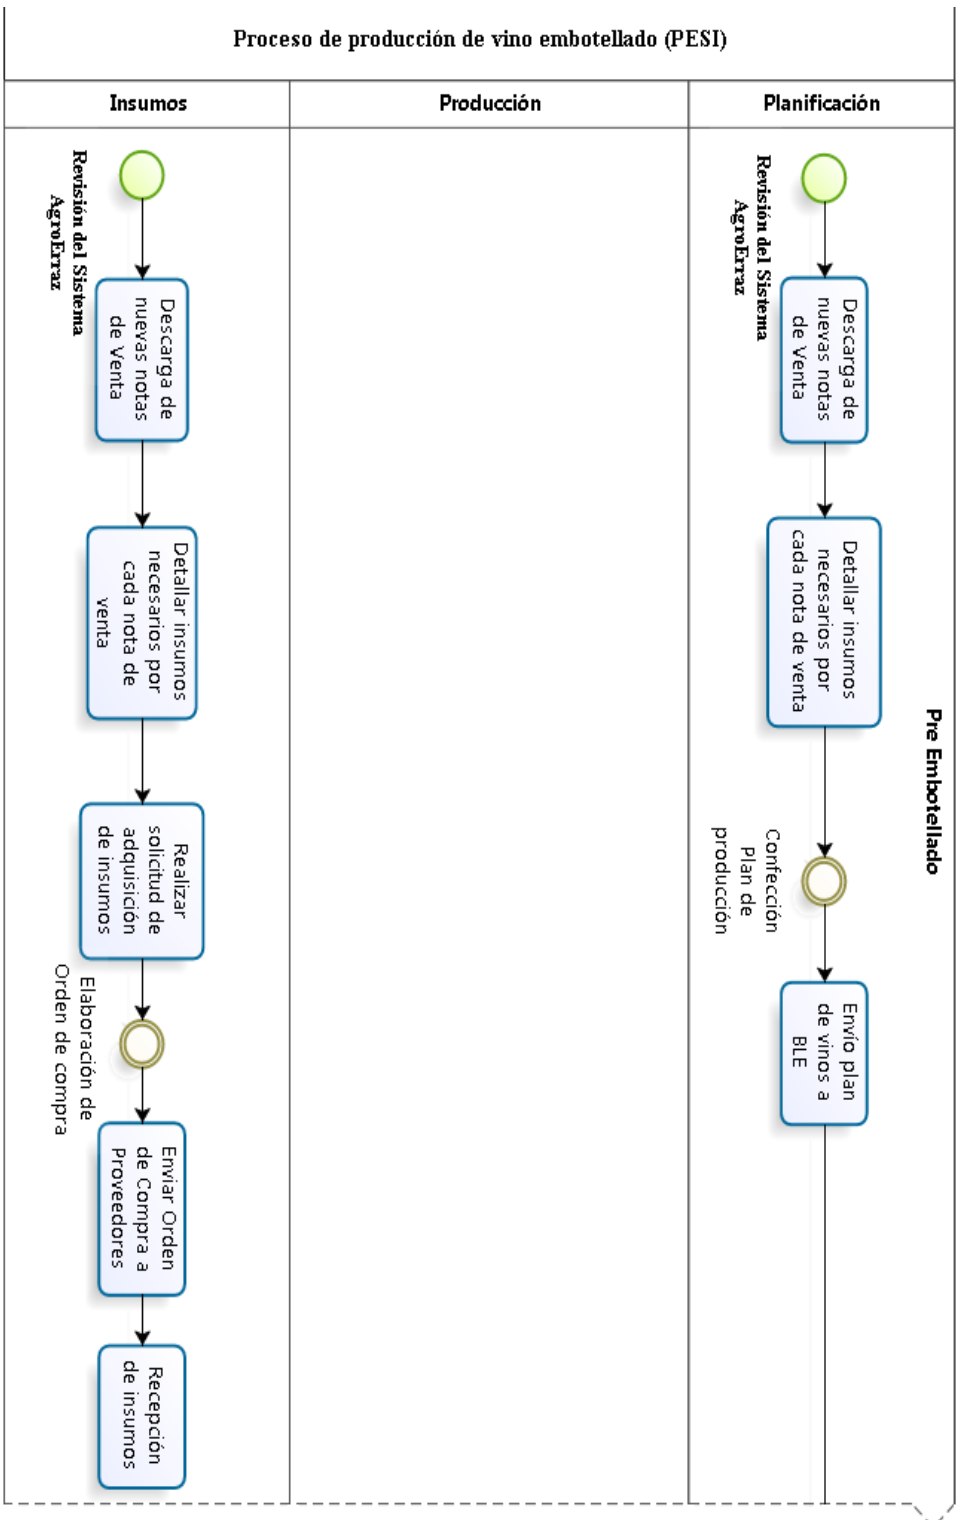 Proceso de producción de vino embotellado (PESI)
Insumos
Producción
Planificación
Revisión del Sistema
AgroErraz
Descarga de
nuevas notas
de Venta
Detallar insumos
necesarios por
cada nota de
venta
Realizar
solicitud de
adquisición
de insumos
Elaboración de
Orden de compra
Enviar Orden
de Compra a
Proveedores
Recepción
de insumos
Pre Embotellado
Revisión del Sistema
AgroErraz
Descarga de
nuevas notas
de Venta
Detallar insumos
necesarios por
cada nota de venta
Confección
Plan de
producción
Envío plan
de vinos a
BLE